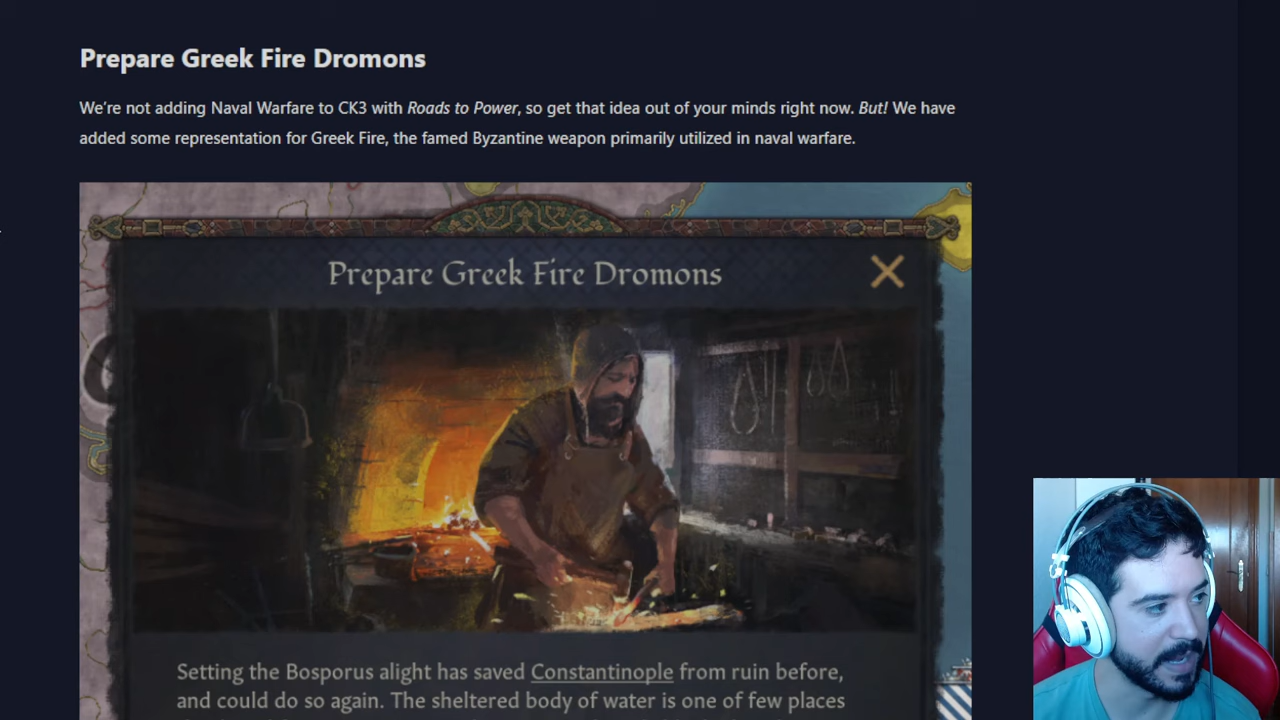 Prepare Greek Fire Dromons
We're not adding Naval Warfare to CK3 with Roads to Power, so get that idea out of your minds right now. But! We have
added some representation for Greek Fire, the famed Byzantine weapon primarily utilized in naval warfare.
Prepare Greek Fire Dromons
Setting the Bosporus alight has saved Constantinople from ruin before,
and could do so again. The sheltered body of water is one of few places